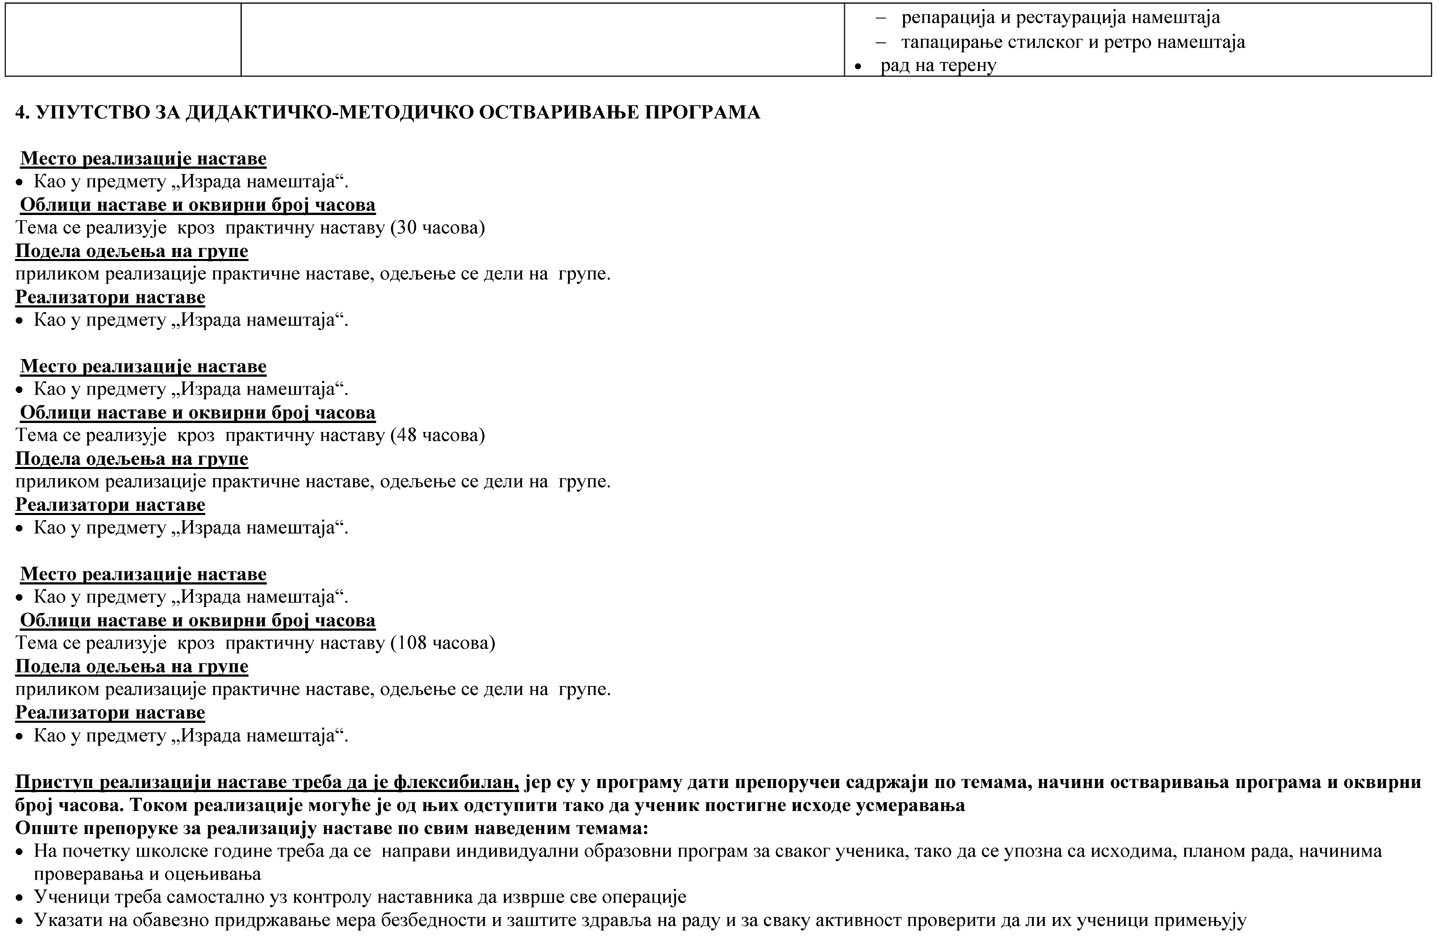 – репарација и рестаурација намештаја
– тапацирање стилског и ретро намештаја
• рад на терену
4. УПУТСТВО ЗА ДИДАКТИЧКО-МЕТОДИЧКО ОСТВАРИВАЊЕ ПРОГРАМА
Место реализације наставе
• Као у предмету „Израда намештаја“.
Облици наставе и оквирни број часова
Тема се реализује кроз практичну наставу (30 часова)
Подела одељења на групе
приликом реализације практичне наставе, одељење се дели на групе.
Реализатори наставе
• Као у предмету „Израда намештаја“.
Место реализације наставе
• Као у предмету „Израда намештаја“.
Облици наставе и оквирни број часова
Тема се реализује кроз практичну наставу (48 часова)
Подела одељења на групе
приликом реализације практичне наставе, одељење се дели на групе.
Реализатори наставе
• Као у предмету „Израда намештаја“.
Место реализације наставе
• Као у предмету „Израда намештаја“.
Облици наставе и оквирни број часова
Тема се реализује кроз практичну наставу (108 часова)
Подела одељења на групе
приликом реализације практичне наставе, одељење се дели на групе.
Реализатори наставе
• Као у предмету „Израда намештаја“.
Приступ реализацији наставе треба да је флексибилан, јер су у програму дати препоручеи садржаји по темама, начини остваривања програма и оквирни
број часова. Током реализације могуће је од њих одступити тако да ученик постигне исходе усмеравања
Опште препоруке за реализацију наставе по свим наведеним темама:
• На почетку школске године треба да се направи индивидуални образовни програм за сваког ученика, тако да се упозна са исходима, планом рада, начинима
проверавања и оцењивања
• Ученици треба самостално уз контролу наставника да изврше све операције
• Указати на обавезно придржавање мера безбедности и заштите здравља на раду и за сваку активност проверити да ли их ученици примењују